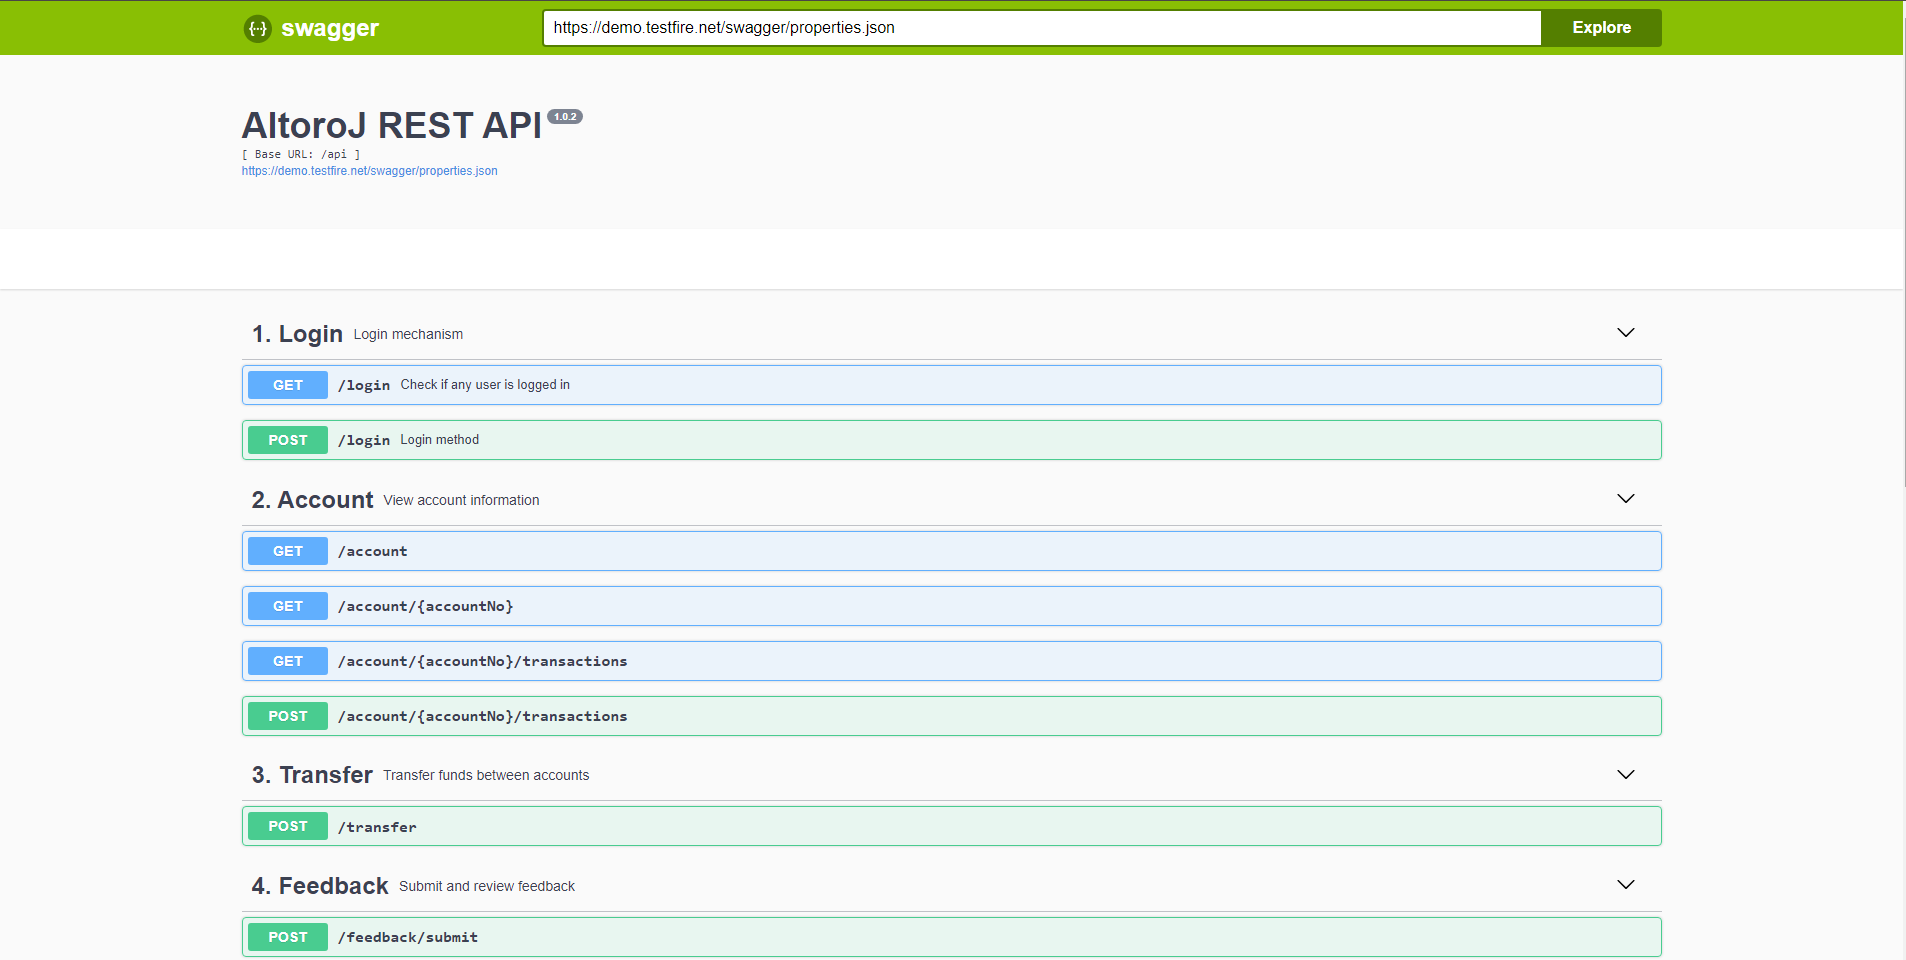 {···} swagger https://demo.testfire.net/swagger/properties.json Explore
AltoroJ REST API 1.0.2
[ Base URL: /api ]
https://demo.testfire.net/swagger/properties.json
1. Login Login mechanism
GET /login Check if any user is logged in
POST /login Login method
2. Account View account information
GET /account
GET /account/{accountNo}
GET /account/{accountNo}/transactions
POST /account/{accountNo}/transactions
3. Transfer Transfer funds between accounts
POST /transfer
4. Feedback Submit and review feedback
POST /feedback/submit